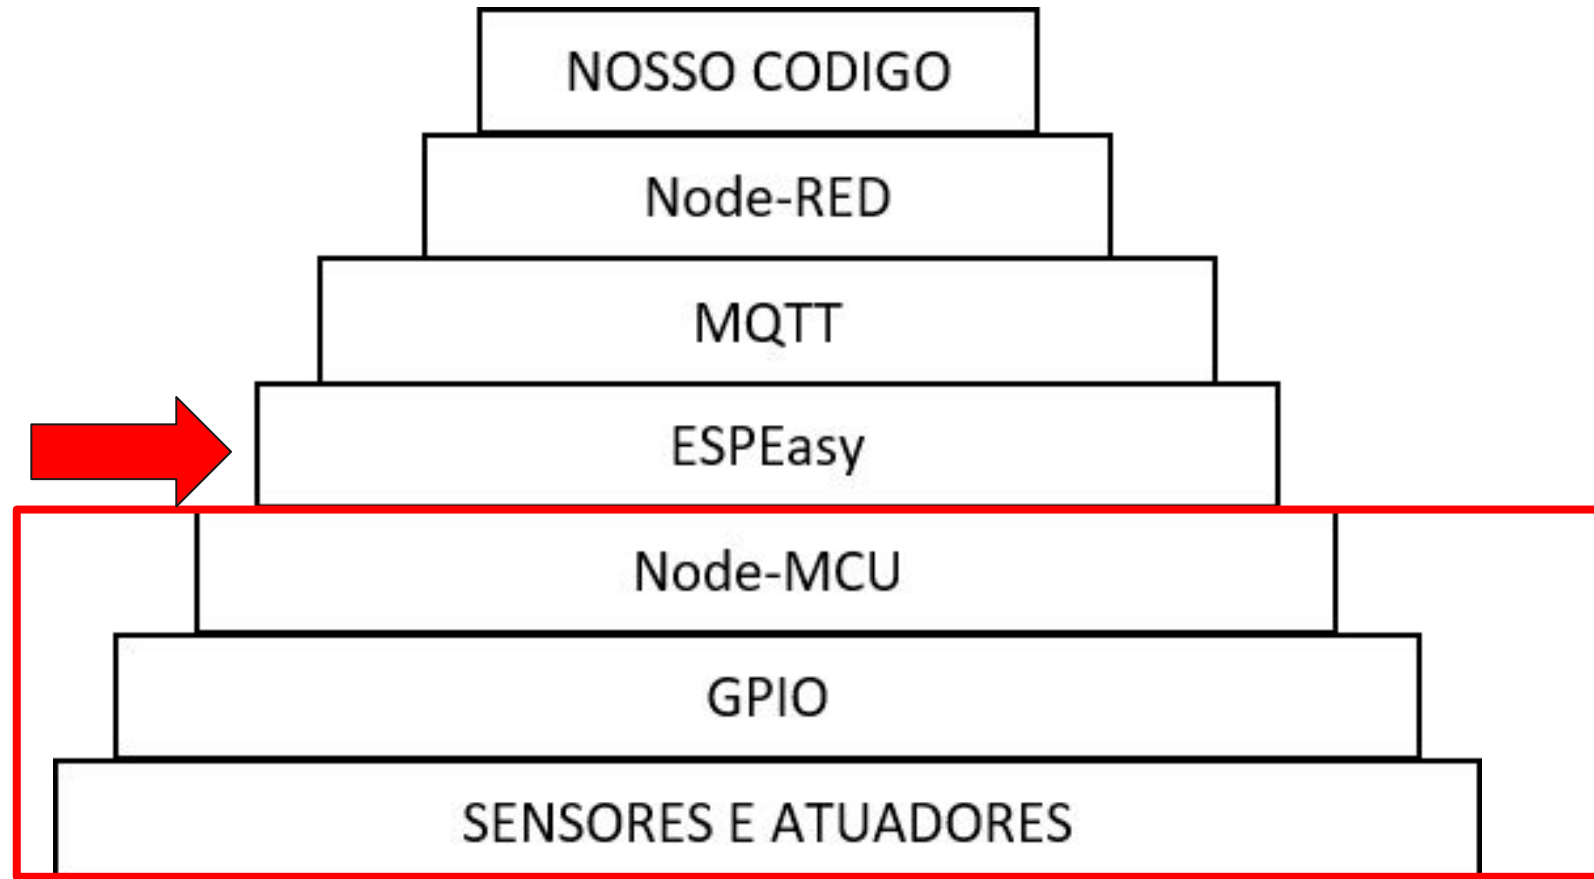 NOSSO CODIGO
Node-RED
MQTT
ESPEasy
Node-MCU
GPIO
SENSORES E ATUADORES